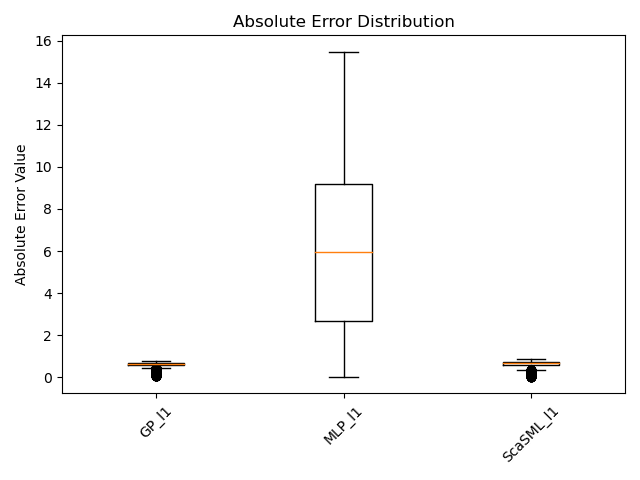 Absolute Error Distribution
Absolute Error Value
16
14
12
10
8
6
4
2
0
GP_l1
MLP_l1
ScaSML_l1